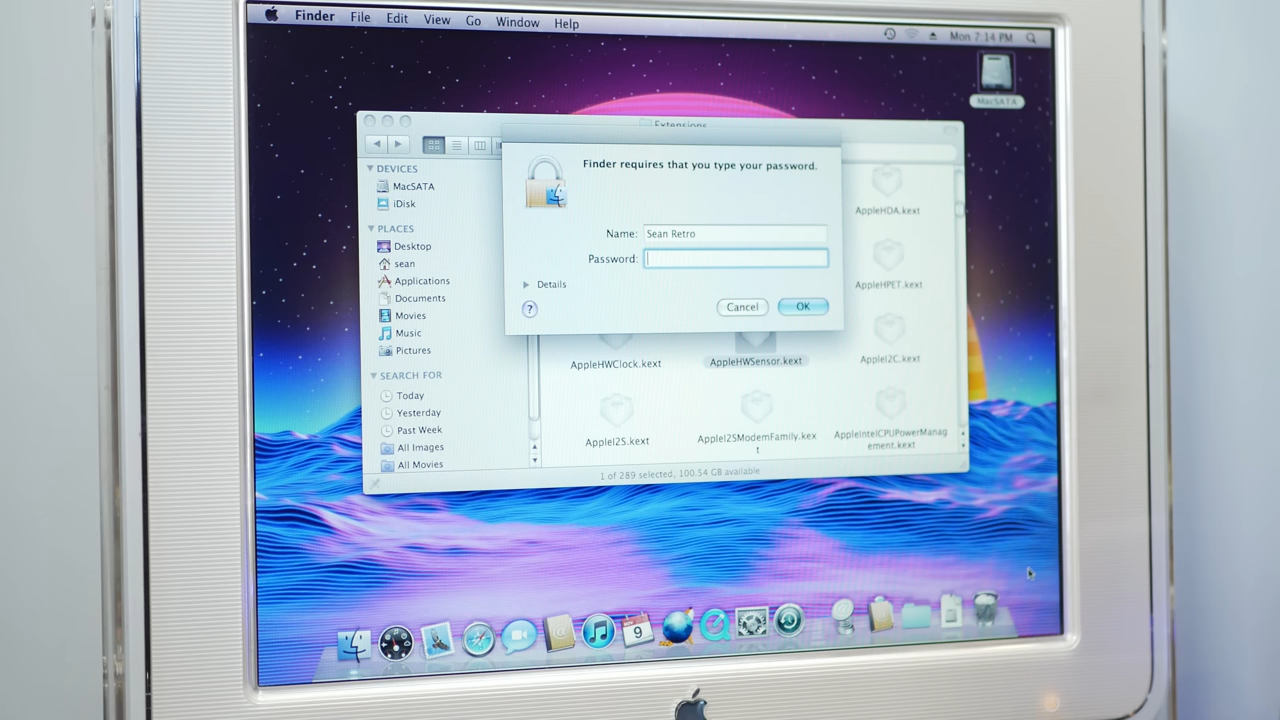 Finder File Edit View Go Window Help
Mon 7:14 PM
MacSATA
Extensions
Finder requires that you type your password.
Name: Sean Retro
Password:
Details
?
Cancel OK
DEVICES
MacSATA
iDisk
PLACES
Desktop
sean
Applications
Documents
Movies
Music
Pictures
SEARCH FOR
Today
Yesterday
Past Week
All Images
All Movies
AppleHDA.kext
AppleHPET.kext
AppleHWClock.kext
AppleHWSensor.kext
AppleI2C.kext
AppleI2S.kext
AppleI2SModemFamily.kex
t
AppleIntelCPUPowerManag
ement.kext
1 of 289 selected, 100.54 GB available
9